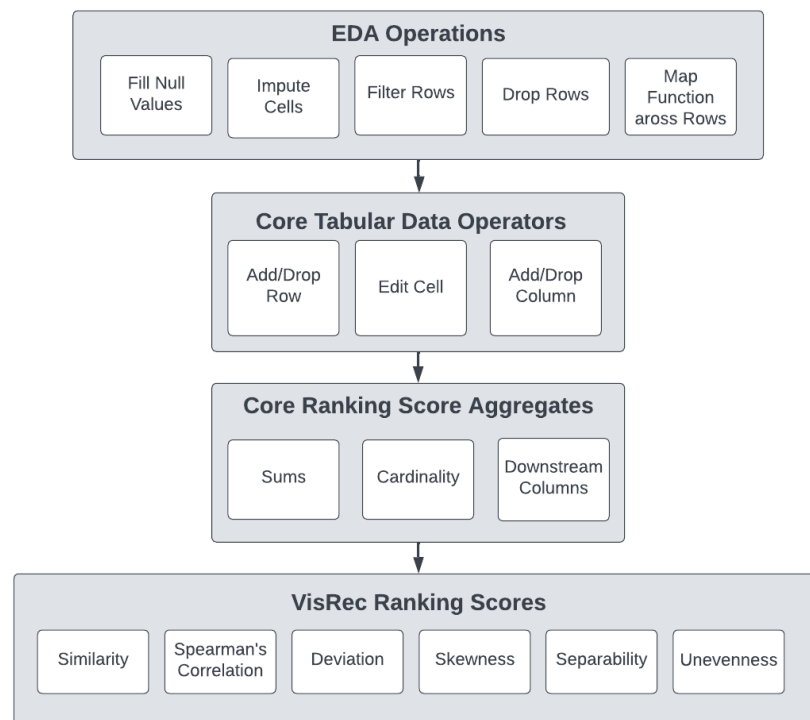 EDA Operations
Fill Null
Values
Impute
Cells
Filter Rows
Drop Rows
Map
Function
aross Rows
Core Tabular Data Operators
Add/Drop
Row
Edit Cell
Add/Drop
Column
Core Ranking Score Aggregates
Sums
Cardinality
Downstream
Columns
VisRec Ranking Scores
Similarity
Spearman's
Correlation
Deviation
Skewness
Separability
Unevenness